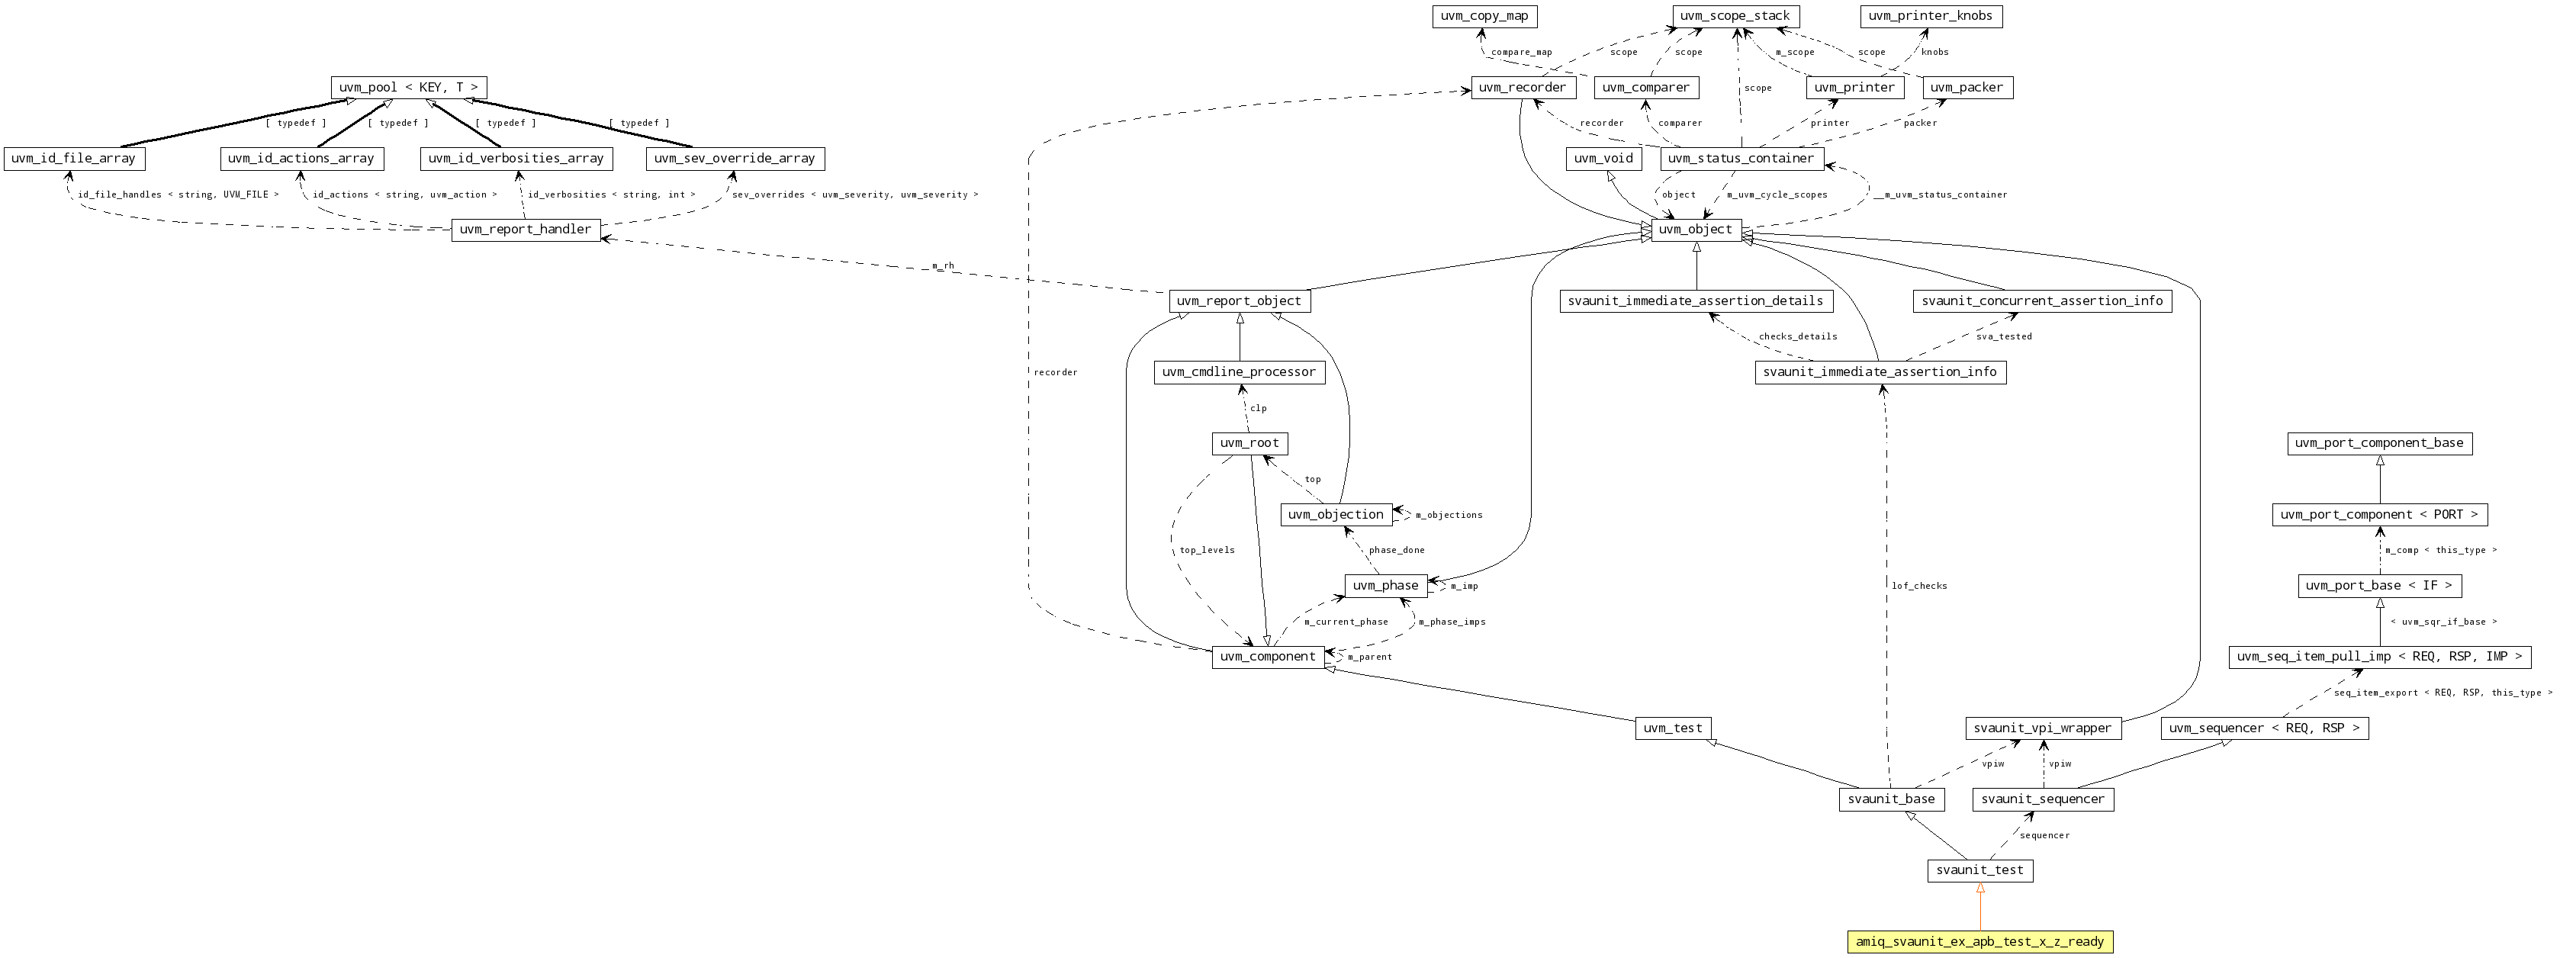 uvm_copy_map
uvm_scope_stack
uvm_printer_knobs
compare_map
scope
scope
m_scope
scope
knobs
uvm_pool < KEY, T >
uvm_recorder
uvm_comparer
scope
uvm_printer
uvm_packer
[ typedef ]
[ typedef ]
[ typedef ]
[ typedef ]
recorder
comparer
printer
packer
uvm_id_file_array
uvm_id_actions_array
uvm_id_verbosities_array
uvm_sev_override_array
uvm_void
uvm_status_container
id_file_handles < string, UVM_FILE >
id_actions < string, uvm_action >
id_verbosities < string, int >
sev_overrides < uvm_severity, uvm_severity >
object
m_uvm_cycle_scopes
__m_uvm_status_container
uvm_report_handler
uvm_object
m_rh
uvm_report_object
svaunit_immediate_assertion_details
svaunit_concurrent_assertion_info
checks_details
sva_tested
recorder
uvm_cmdline_processor
svaunit_immediate_assertion_info
clp
uvm_root
uvm_port_component_base
top
uvm_objection
m_objections
uvm_port_component < PORT >
top_levels
phase_done
m_comp < this_type >
uvm_phase
m_imp
lof_checks
uvm_port_base < IF >
m_current_phase
m_phase_imps
< uvm_sqr_if_base >
uvm_component
m_parent
uvm_seq_item_pull_imp < REQ, RSP, IMP >
seq_item_export < REQ, RSP, this_type >
uvm_test
svaunit_vpi_wrapper
uvm_sequencer < REQ, RSP >
vpiw
vpiw
svaunit_base
svaunit_sequencer
sequencer
svaunit_test
amiq_svaunit_ex_apb_test_x_z_ready